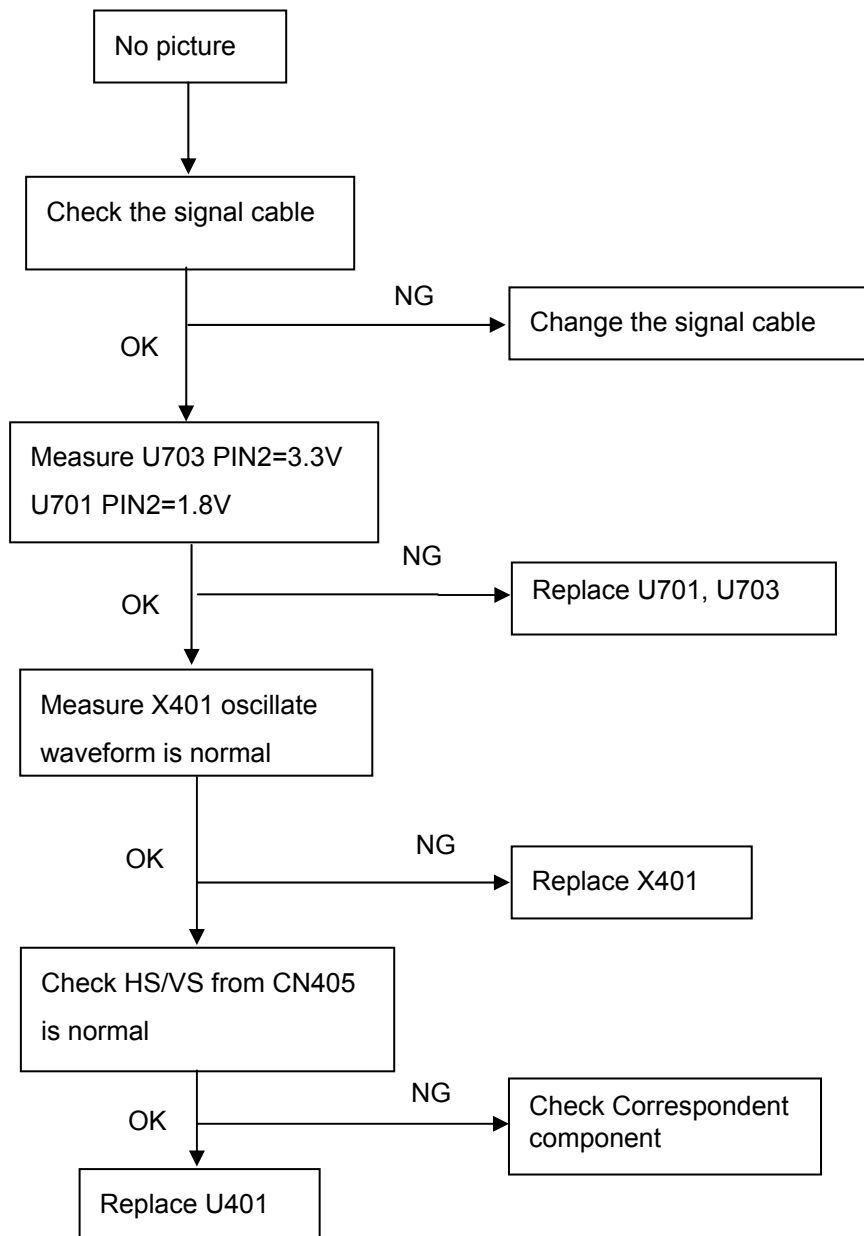 No picture
Check the signal cable
NG
Change the signal cable
OK
Measure U703 PIN2=3.3V
U701 PIN2=1.8V
NG
Replace U701, U703
OK
Measure X401 oscillate
waveform is normal
NG
OK
Replace X401
Check HS/VS from CN405
is normal
NG
Check Correspondent
component
OK
Replace U401